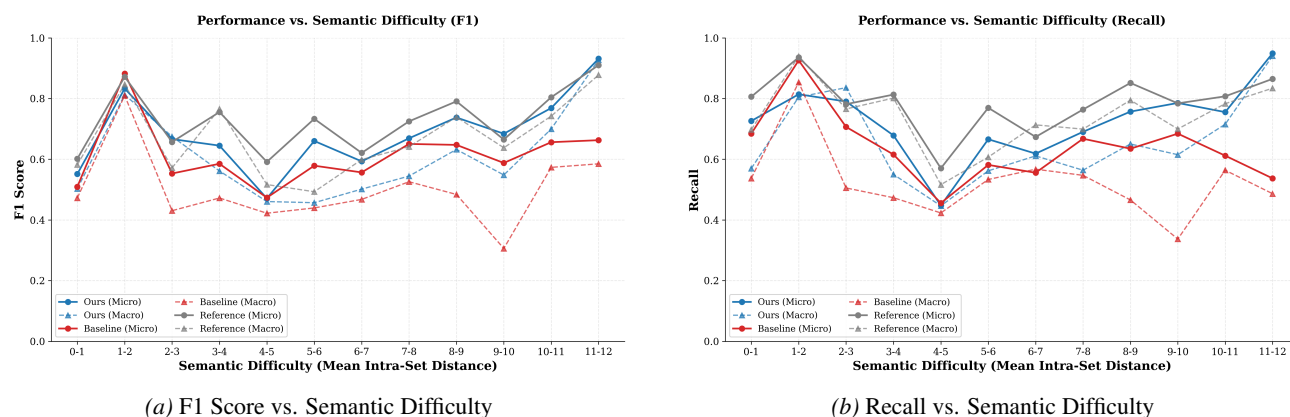 Performance vs. Semantic Difficulty (F1)
1.0
0.8
0.6
0.4
0.2
0.0
F1 Score
Ours (Micro)
Ours (Macro)
Baseline (Micro)
Baseline (Macro)
Reference (Micro)
Reference (Macro)
0-1 1-2 2-3 3-4 4-5 5-6 6-7 7-8 8-9 9-10 10-11 11-12
Semantic Difficulty (Mean Intra-Set Distance)
(a) F1 Score vs. Semantic Difficulty
Performance vs. Semantic Difficulty (Recall)
1.0
0.8
0.6
0.4
0.2
0.0
Recall
Ours (Micro)
Ours (Macro)
Baseline (Micro)
Baseline (Macro)
Reference (Micro)
Reference (Macro)
0-1 1-2 2-3 3-4 4-5 5-6 6-7 7-8 8-9 9-10 10-11 11-12
Semantic Difficulty (Mean Intra-Set Distance)
(b) Recall vs. Semantic Difficulty